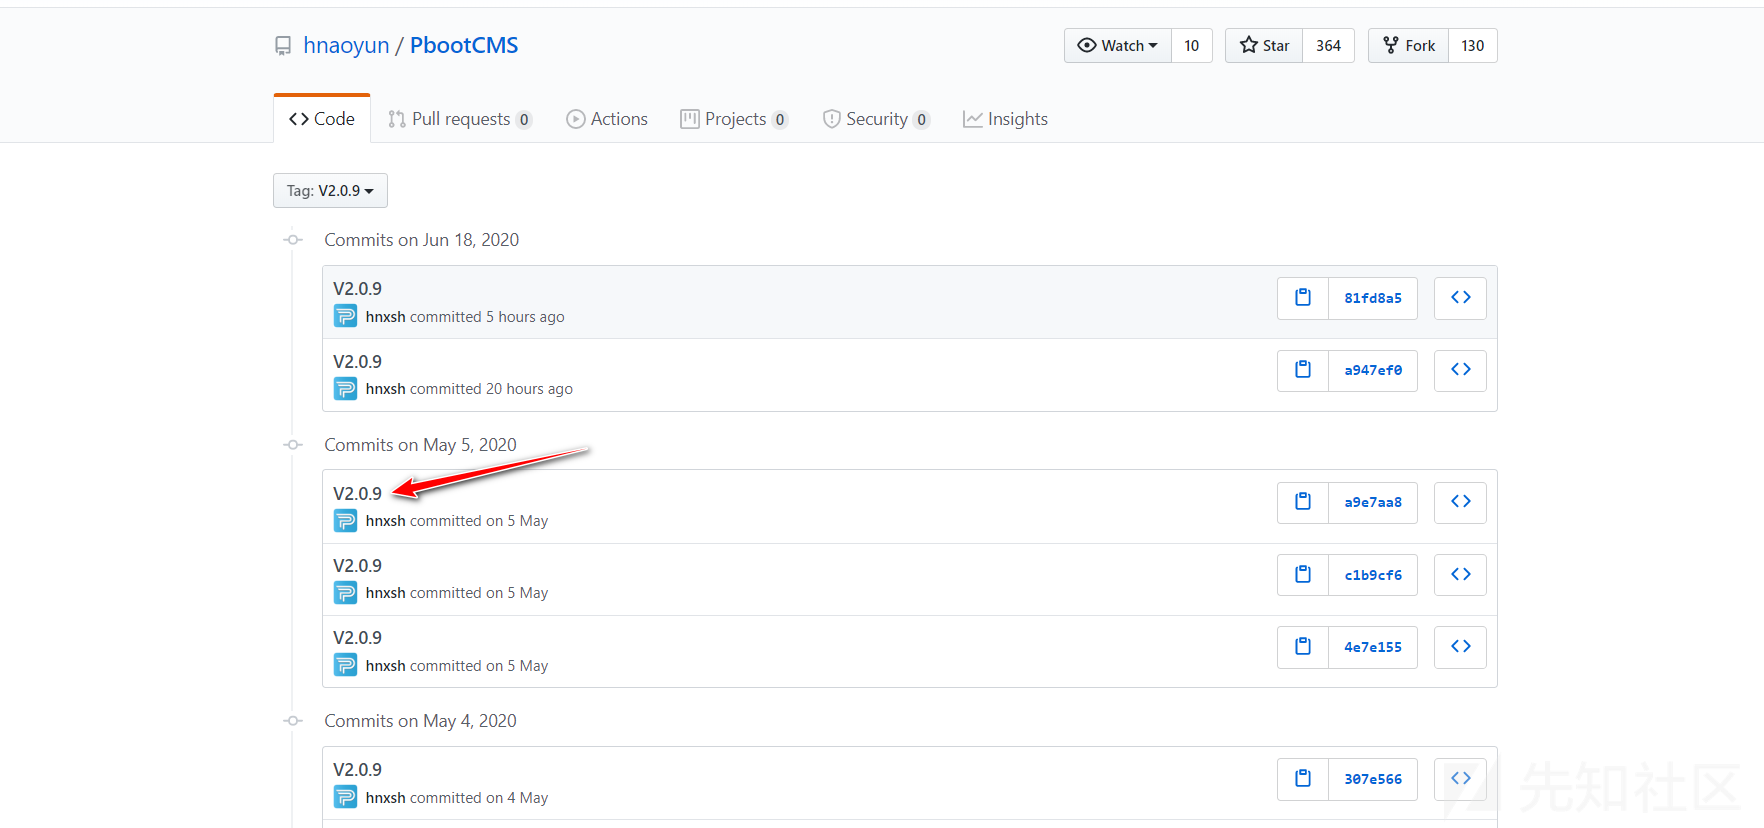 hnaoyun / PbootCMS
Watch 10 Star 364 Fork 130
Code Pull requests 0 Actions Projects 0 Security 0 Insights
Tag: V2.0.9
Commits on Jun 18, 2020
V2.0.9
hnxsh committed 5 hours ago
81fd8a5
V2.0.9
hnxsh committed 20 hours ago
a947ef0
Commits on May 5, 2020
V2.0.9
hnxsh committed on 5 May
a9e7aa8
V2.0.9
hnxsh committed on 5 May
c1b9cf6
V2.0.9
hnxsh committed on 5 May
4e7e155
Commits on May 4, 2020
V2.0.9
hnxsh committed on 4 May
307e566
先知社区